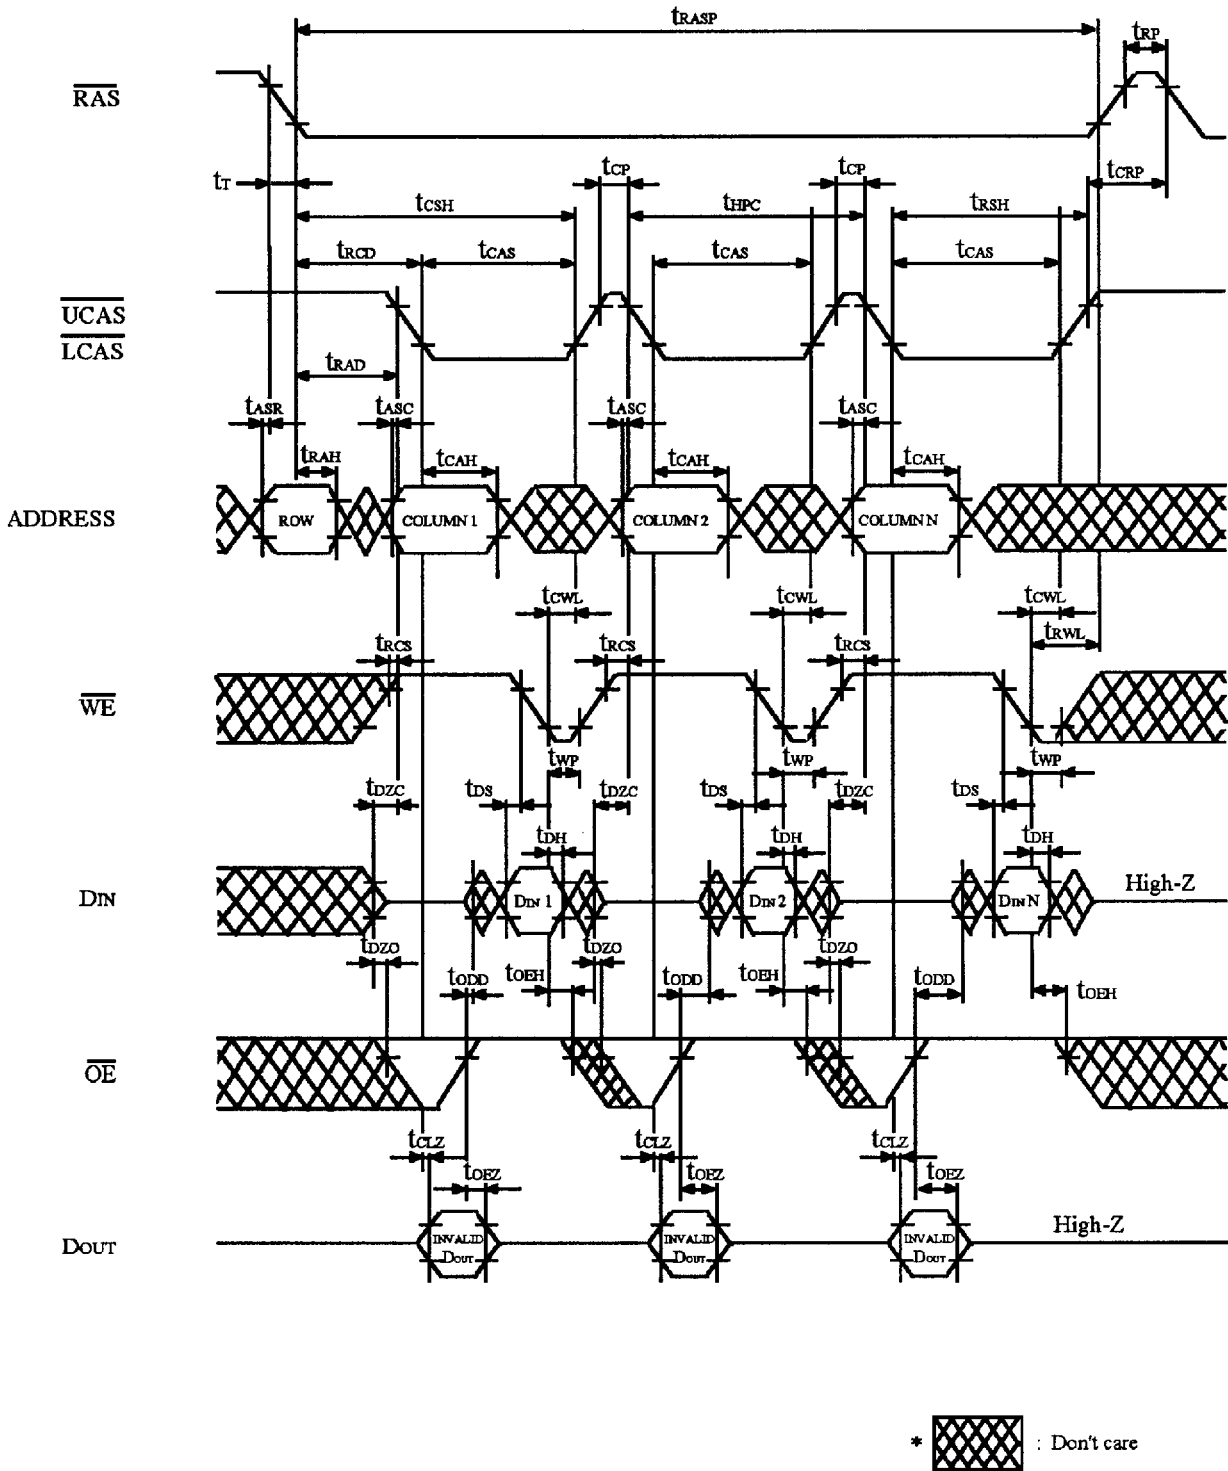 tRASP
tRP
RAS
tT
tCP
tCP
tCRP
tCSH
tHPC
tRSH
tRCD
tCAS
tCAS
tCAS
UCAS
LCAS
tRAD
tASR
tASC
tASC
tASC
tRAH
tCAH
tCAH
tCAH
ADDRESS
ROW
COLUMN 1
COLUMN 2
COLUMN N
tCWL
tCWL
tCWL
tRCS
tRCS
tRCS
tRWL
WE
tWP
tWP
tWP
tDZC
tDS
tDZC
tDS
tDZC
tDS
tDH
tDH
tDH
DIN
DIN 1
DIN 2
DIN N
High-Z
tDZO
tODD
tOEH
tDZO
tODD
tOEH
tDZO
tODD
tOEH
OE
tCLZ
tCLZ
tCLZ
tOEZ
tOEZ
tOEZ
DOUT
INVALID
DOUT
INVALID
DOUT
INVALID
DOUT
High-Z
* : Don't care